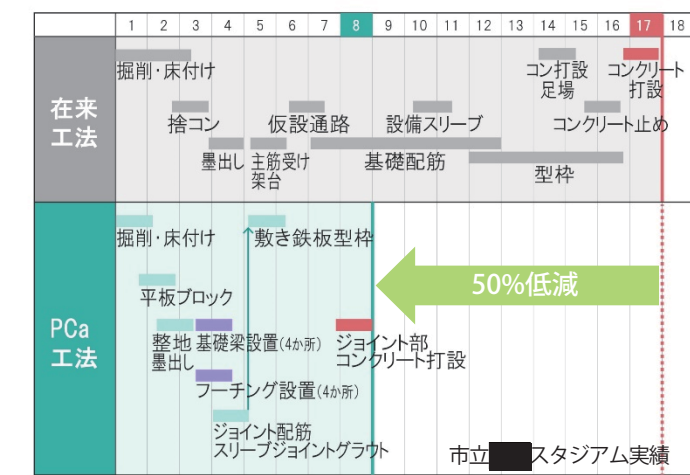 1 2 3 4 5 6 7 8 9 10 11 12 13 14 15 16 17 18
在来
工法
掘削・床付け
コン打設
足場
コンクリート
打設
捨コン
仮設通路
設備スリーブ
コンクリート止め
墨出し
主筋受け
架台
基礎配筋
型枠
PCa
工法
掘削・床付け
敷き鉄板型枠
50%低減
平板ブロック
整地
墨出し
基礎梁設置(4か所)
ジョイント部
コンクリート打設
フーチング設置(4か所)
ジョイント配筋
スリーブジョイントグラウト
市立
スタジアム実績